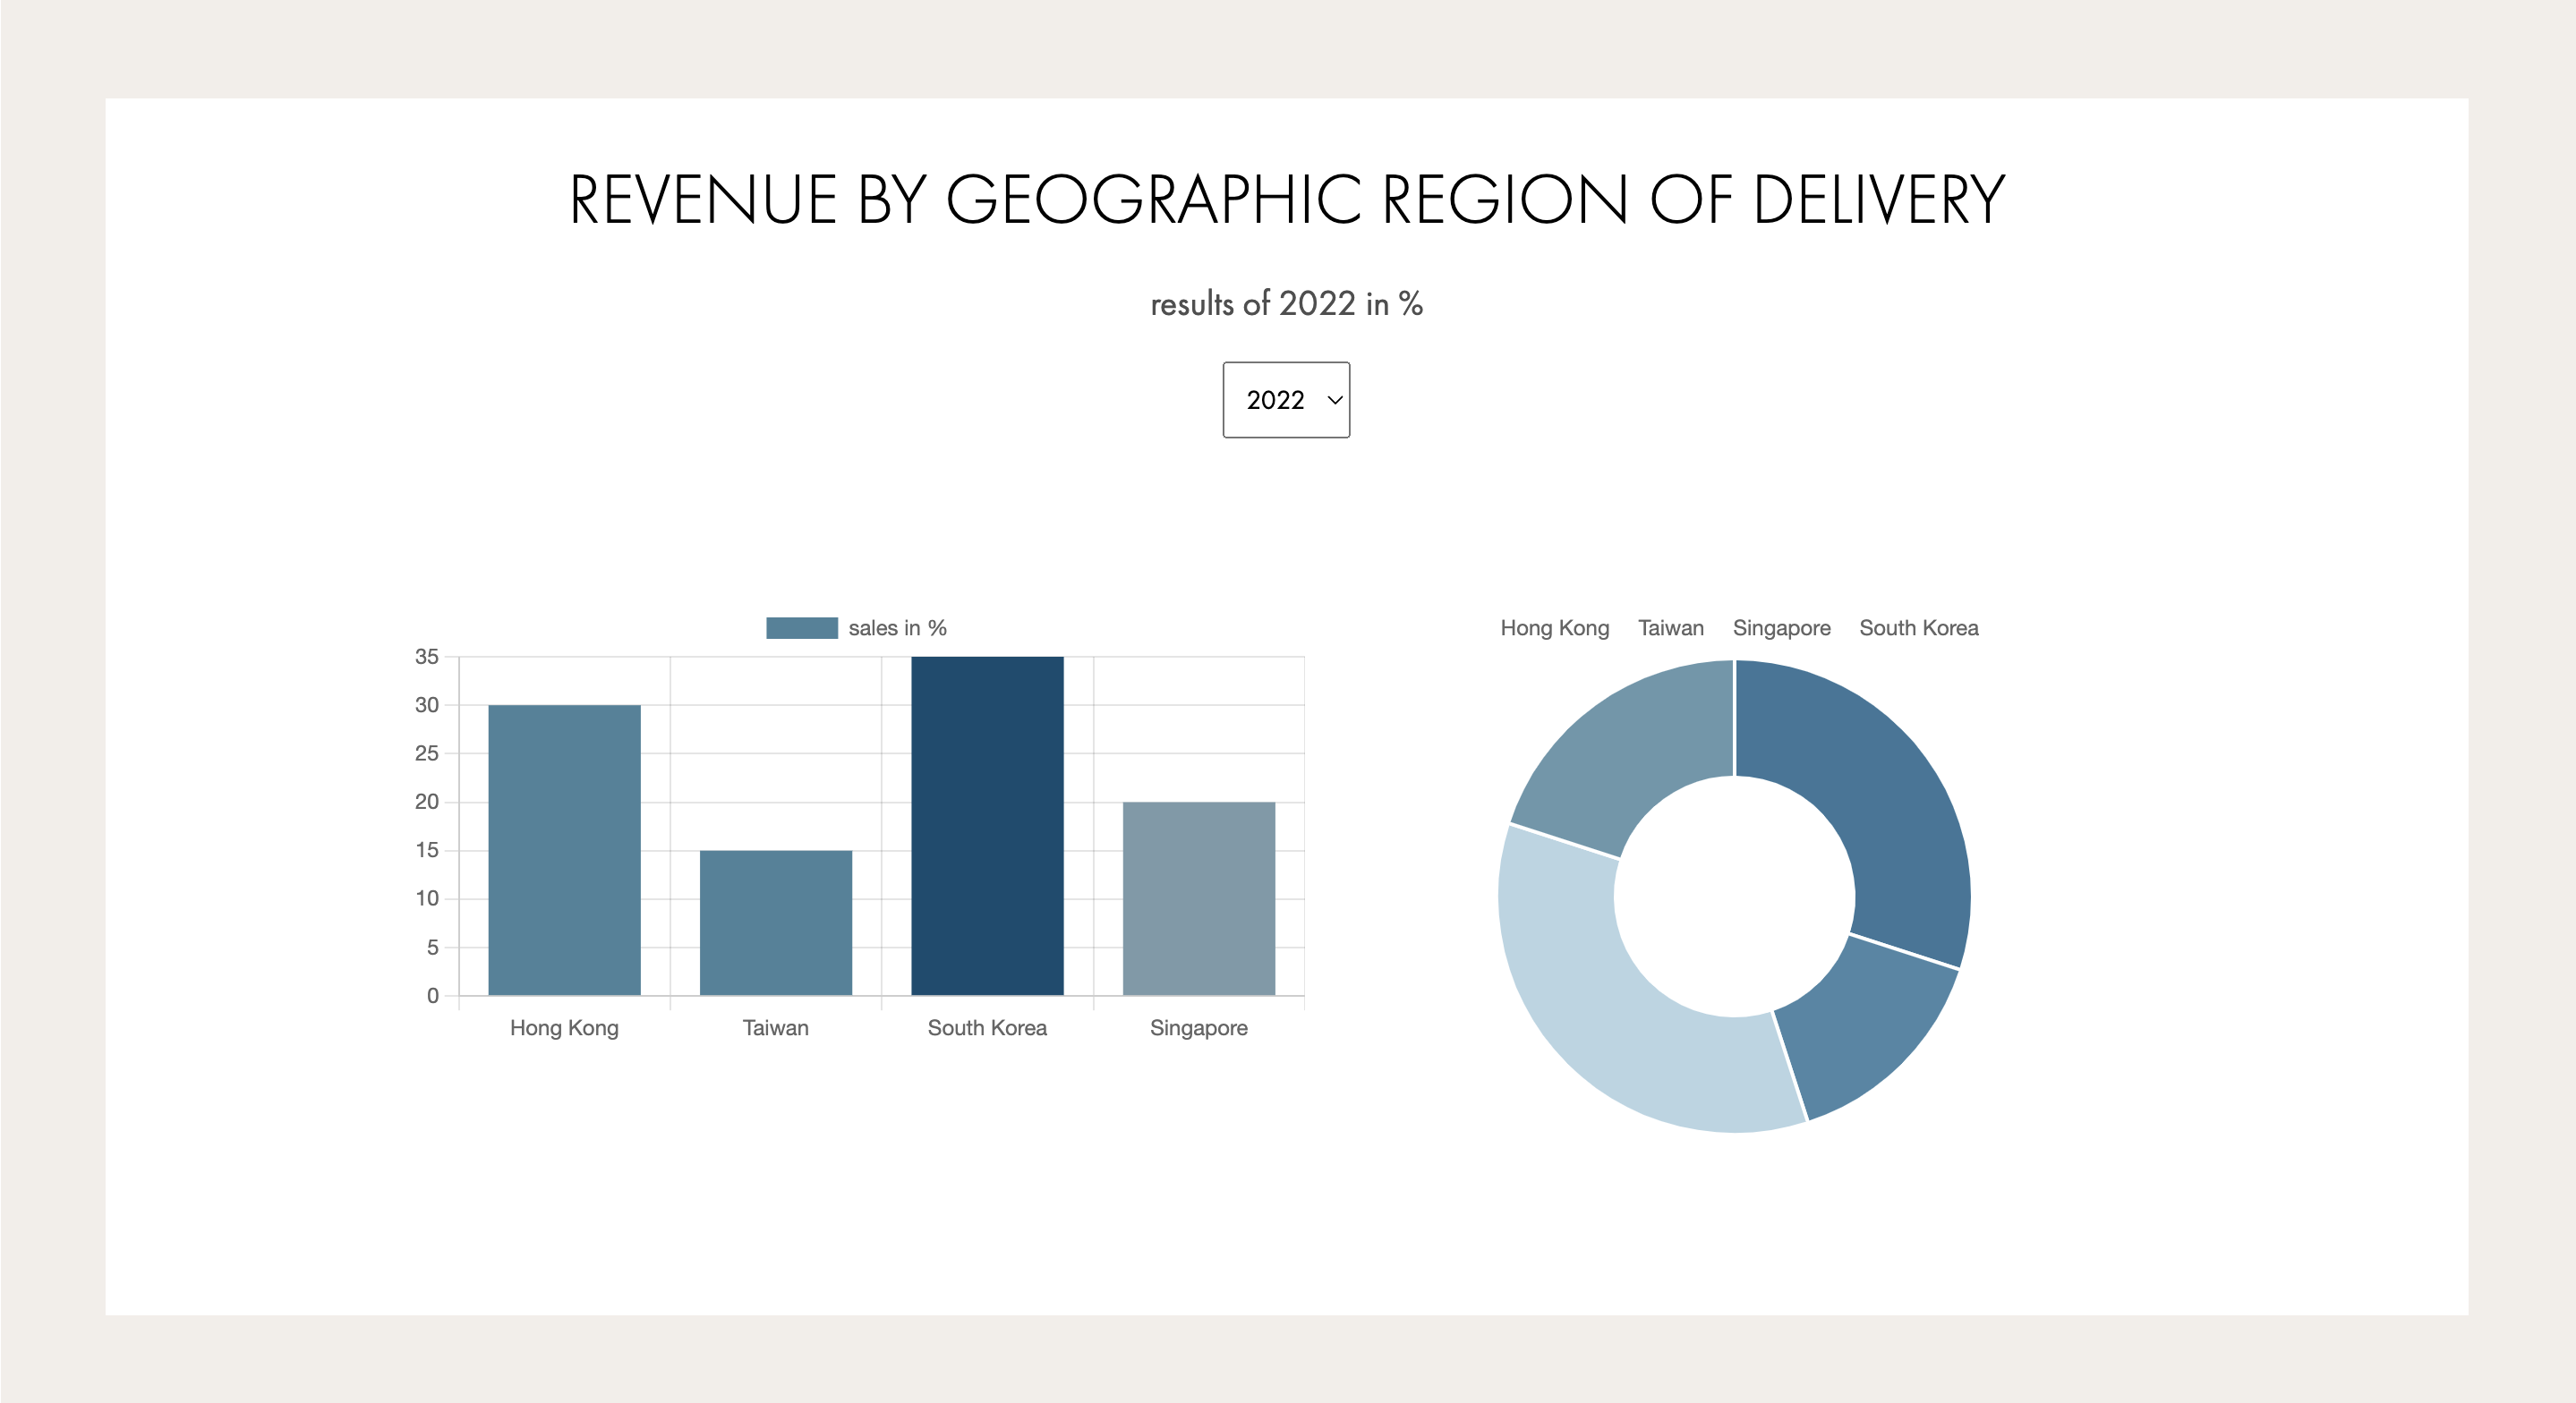 REVENUE BY GEOGRAPHIC REGION OF DELIVERY
results of 2022 in %
2022
sales in %
35
30
25
20
15
10
5
0
Hong Kong Taiwan South Korea Singapore
Hong Kong Taiwan Singapore South Korea